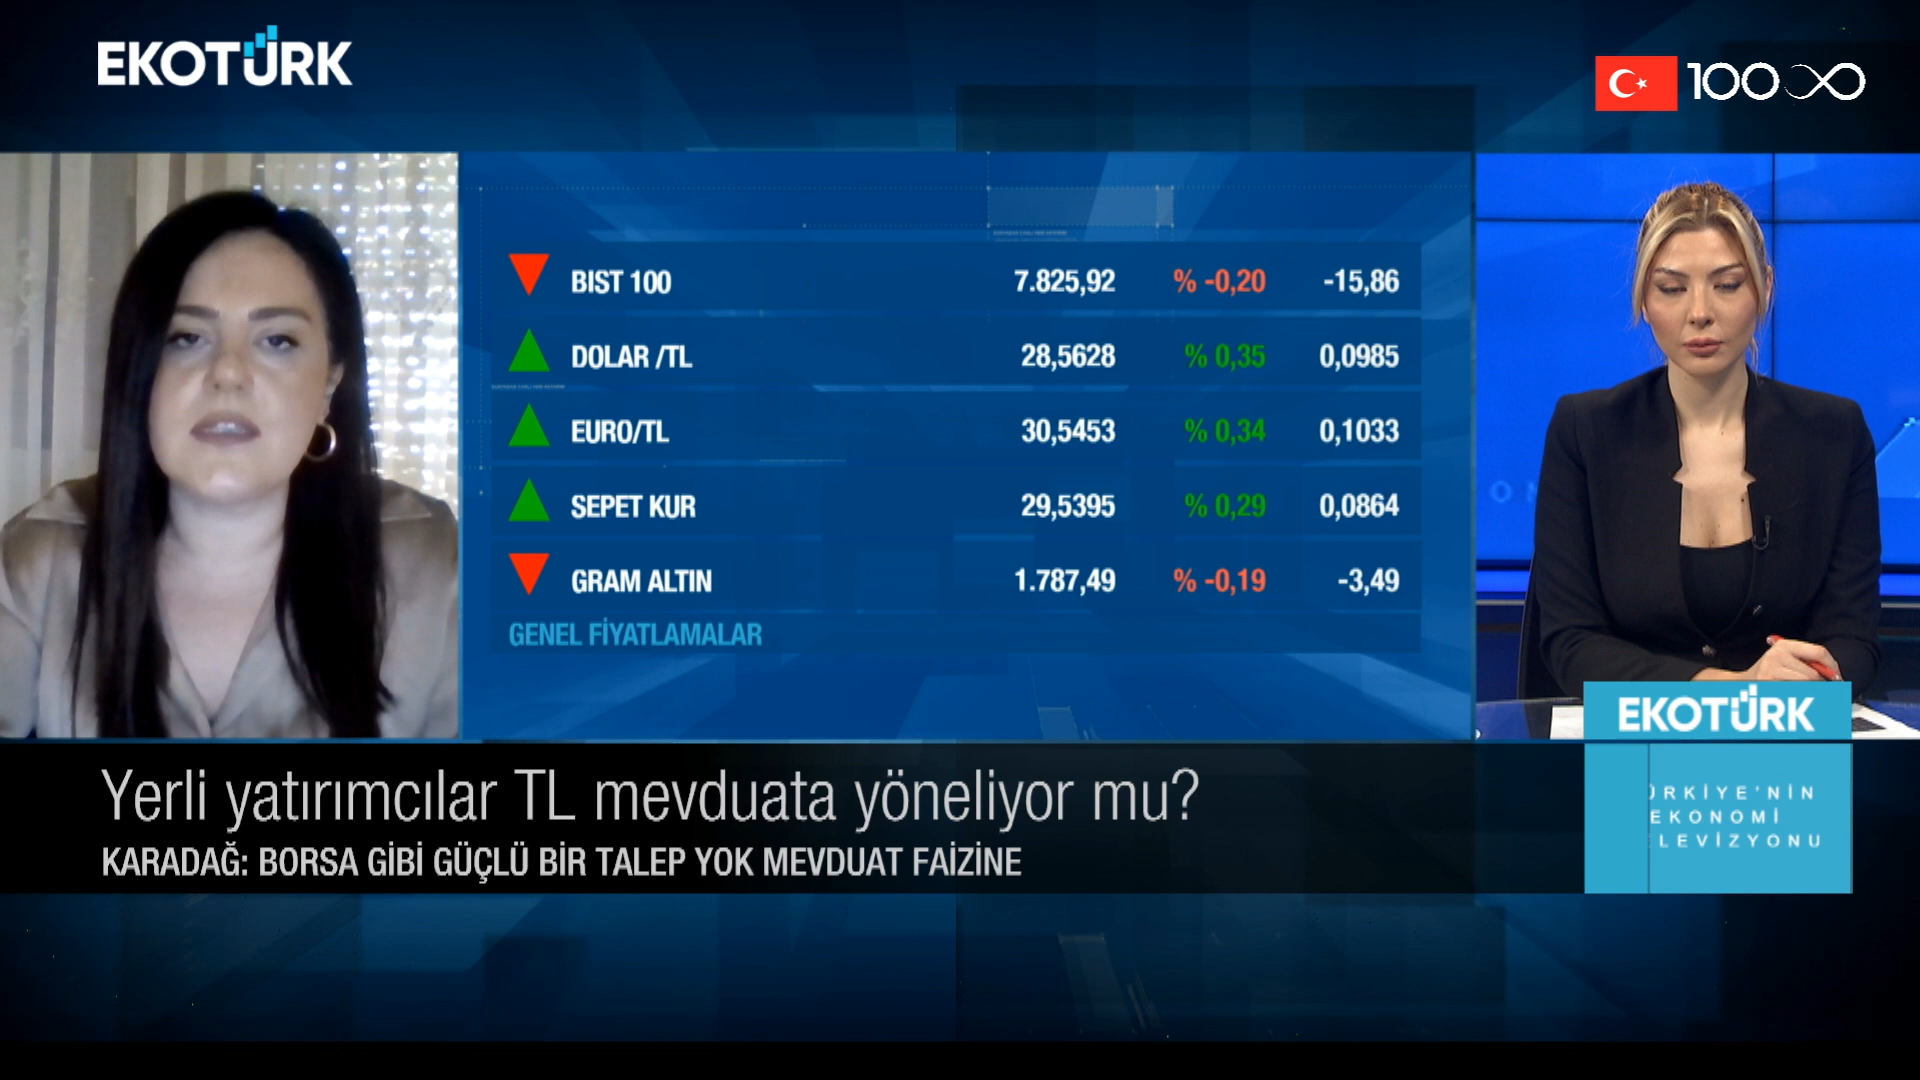 EKOTÜRK
100
BIST 100 7.825,92 % -0,20 -15,86
DOLAR /TL 28,5628 % 0,35 0,0985
EURO/TL 30,5453 % 0,34 0,1033
SEPET KUR 29,5395 % 0,29 0,0864
GRAM ALTIN 1.787,49 % -0,19 -3,49
GENEL FİYATLAMALAR
EKOTÜRK
Yerli yatırımcılar TL mevduata yöneliyor mu?
KARADAĞ: BORSA GİBİ GÜÇLÜ BİR TALEP YOK MEVDUAT FAİZİNE
ÜRKİYE'NİN
EKONOMİ
LEVİZYONU